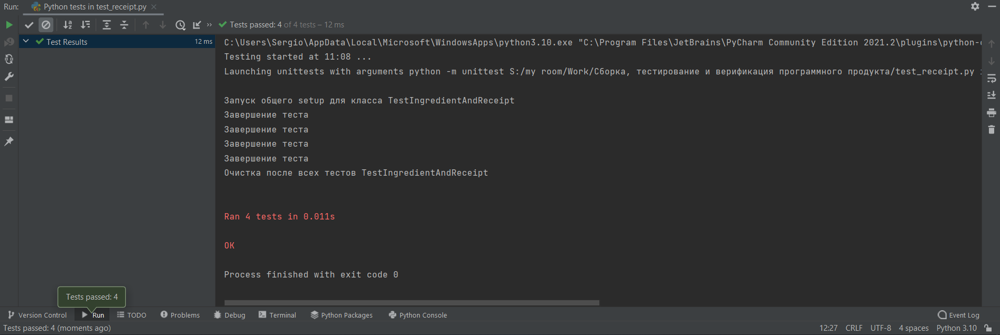 Run: Python tests in test_receipt.py
Tests passed: 4 of 4 tests – 12 ms
Test Results 12 ms
C:\Users\Sergio\AppData\Local\Microsoft\WindowsApps\python3.10.exe "C:\Program Files\JetBrains\PyCharm Community Edition 2021.2\plugins\python-
Testing started at 11:08 ...
Launching unittests with arguments python -m unittest S:/my room/Work/Сборка, тестирование и верификация программного продукта/test_receipt.py
Запуск общего setup для класса TestIngredientAndReceipt
Завершение теста
Завершение теста
Завершение теста
Завершение теста
Очистка после всех тестов TestIngredientAndReceipt
Ran 4 tests in 0.011s
OK
Process finished with exit code 0
Tests passed: 4
Version Control Run TODO Problems Debug Terminal Python Packages Python Console Event Log
Tests passed: 4 (moments ago) 12:27 CRLF UTF-8 4 spaces Python 3.10